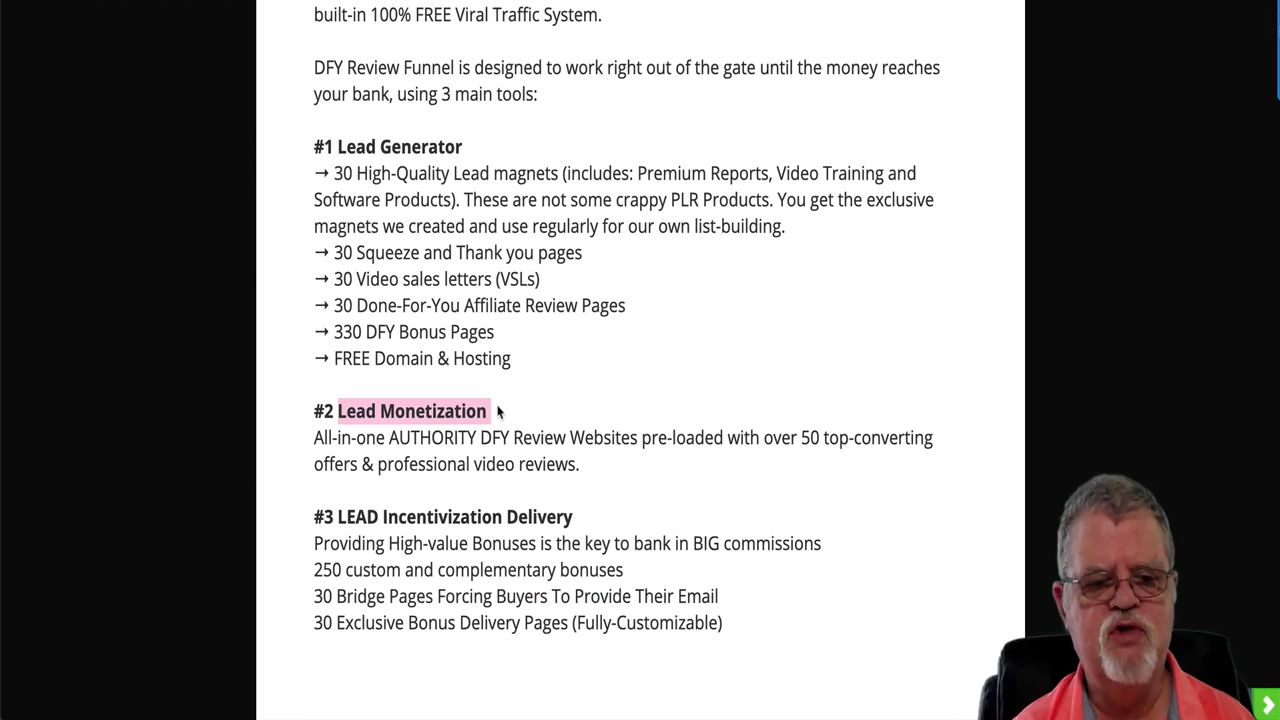 built-in 100% FREE Viral Traffic System.
DFY Review Funnel is designed to work right out of the gate until the money reaches
your bank, using 3 main tools:
#1 Lead Generator
→ 30 High-Quality Lead magnets (includes: Premium Reports, Video Training and
Software Products). These are not some crappy PLR Products. You get the exclusive
magnets we created and use regularly for our own list-building.
→ 30 Squeeze and Thank you pages
→ 30 Video sales letters (VSLs)
→ 30 Done-For-You Affiliate Review Pages
→ 330 DFY Bonus Pages
→ FREE Domain & Hosting
#2 Lead Monetization
All-in-one AUTHORITY DFY Review Websites pre-loaded with over 50 top-converting
offers & professional video reviews.
#3 LEAD Incentivization Delivery
Providing High-value Bonuses is the key to bank in BIG commissions
250 custom and complementary bonuses
30 Bridge Pages Forcing Buyers To Provide Their Email
30 Exclusive Bonus Delivery Pages (Fully-Customizable)